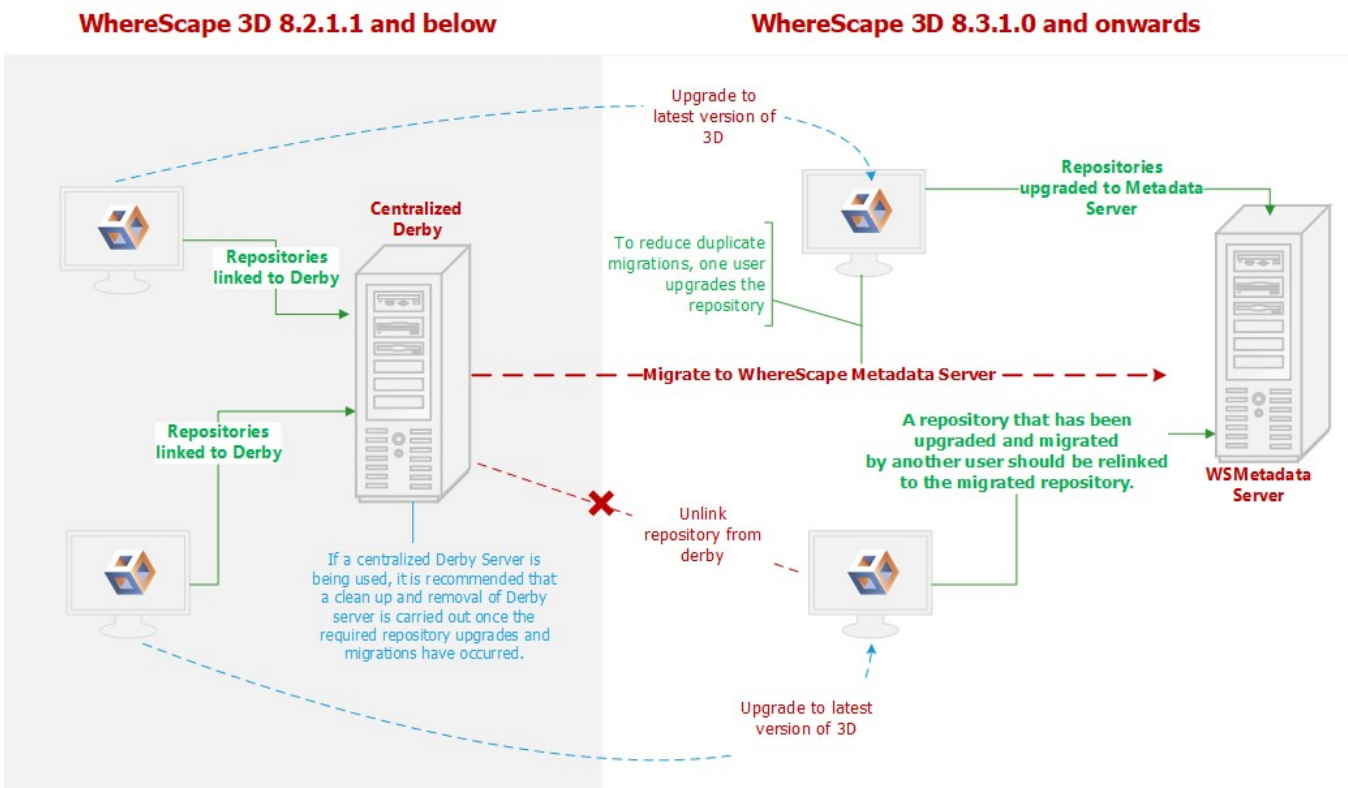 WhereScape 3D 8.2.1.1 and below
WhereScape 3D 8.3.1.0 and onwards
Upgrade to
latest version of
3D
Repositories
upgraded to Metadata
Server
Centralized
Derby
Repositories
linked to Derby
To reduce duplicate
migrations, one user
upgrades the
repository
Migrate to WhereScape Metadata Server
Repositories
linked to Derby
A repository that has been
upgraded and migrated
by another user should be relinked
to the migrated repository.
WSMetadata
Server
Unlink
repository from
derby
If a centralized Derby Server is
being used, it is recommended that
a clean up and removal of Derby
server is carried out once the
required repository upgrades and
migrations have occurred.
Upgrade to latest
version of 3D